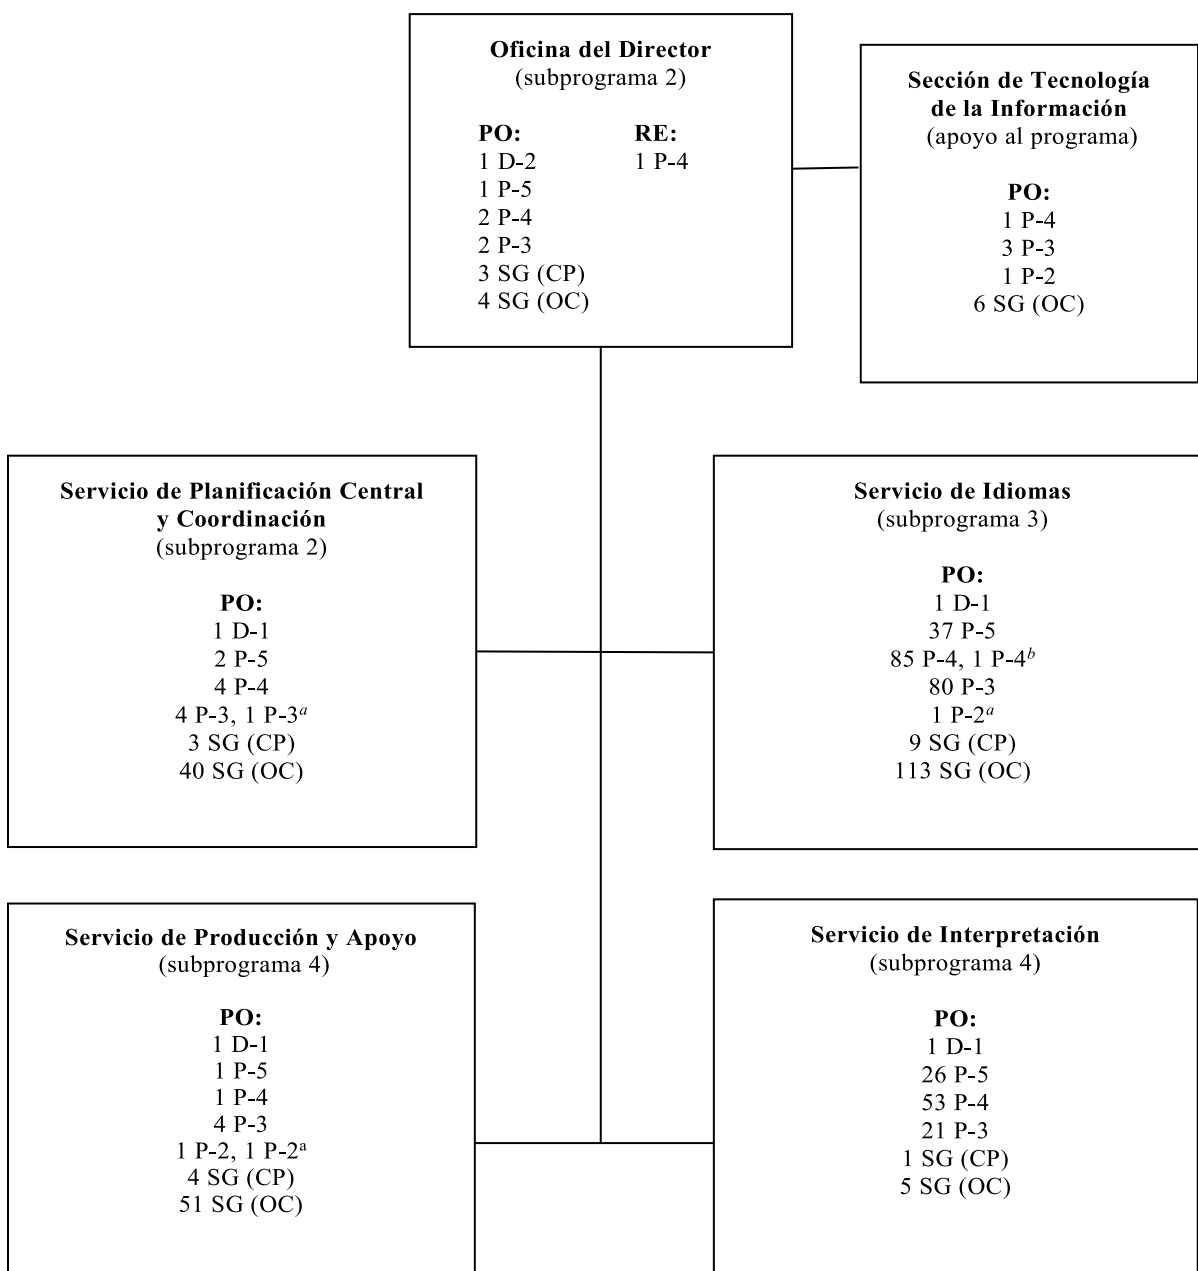 Oficina del Director
(subprograma 2)
PO: RE:
1 D-2 1 P-4
1 P-5
2 P-4
2 P-3
3 SG (CP)
4 SG (OC)
Sección de Tecnología
de la Información
(apoyo al programa)
PO:
1 P-4
3 P-3
1 P-2
6 SG (OC)
Servicio de Planificación Central
y Coordinación
(subprograma 2)
PO:
1 D-1
2 P-5
4 P-4
4 P-3, 1 P-3ᵃ
3 SG (CP)
40 SG (OC)
Servicio de Idiomas
(subprograma 3)
PO:
1 D-1
37 P-5
85 P-4, 1 P-4ᵇ
80 P-3
1 P-2ᵃ
9 SG (CP)
113 SG (OC)
Servicio de Producción y Apoyo
(subprograma 4)
PO:
1 D-1
1 P-5
1 P-4
4 P-3
1 P-2, 1 P-2ᵃ
4 SG (CP)
51 SG (OC)
Servicio de Interpretación
(subprograma 4)
PO:
1 D-1
26 P-5
53 P-4
21 P-3
1 SG (CP)
5 SG (OC)